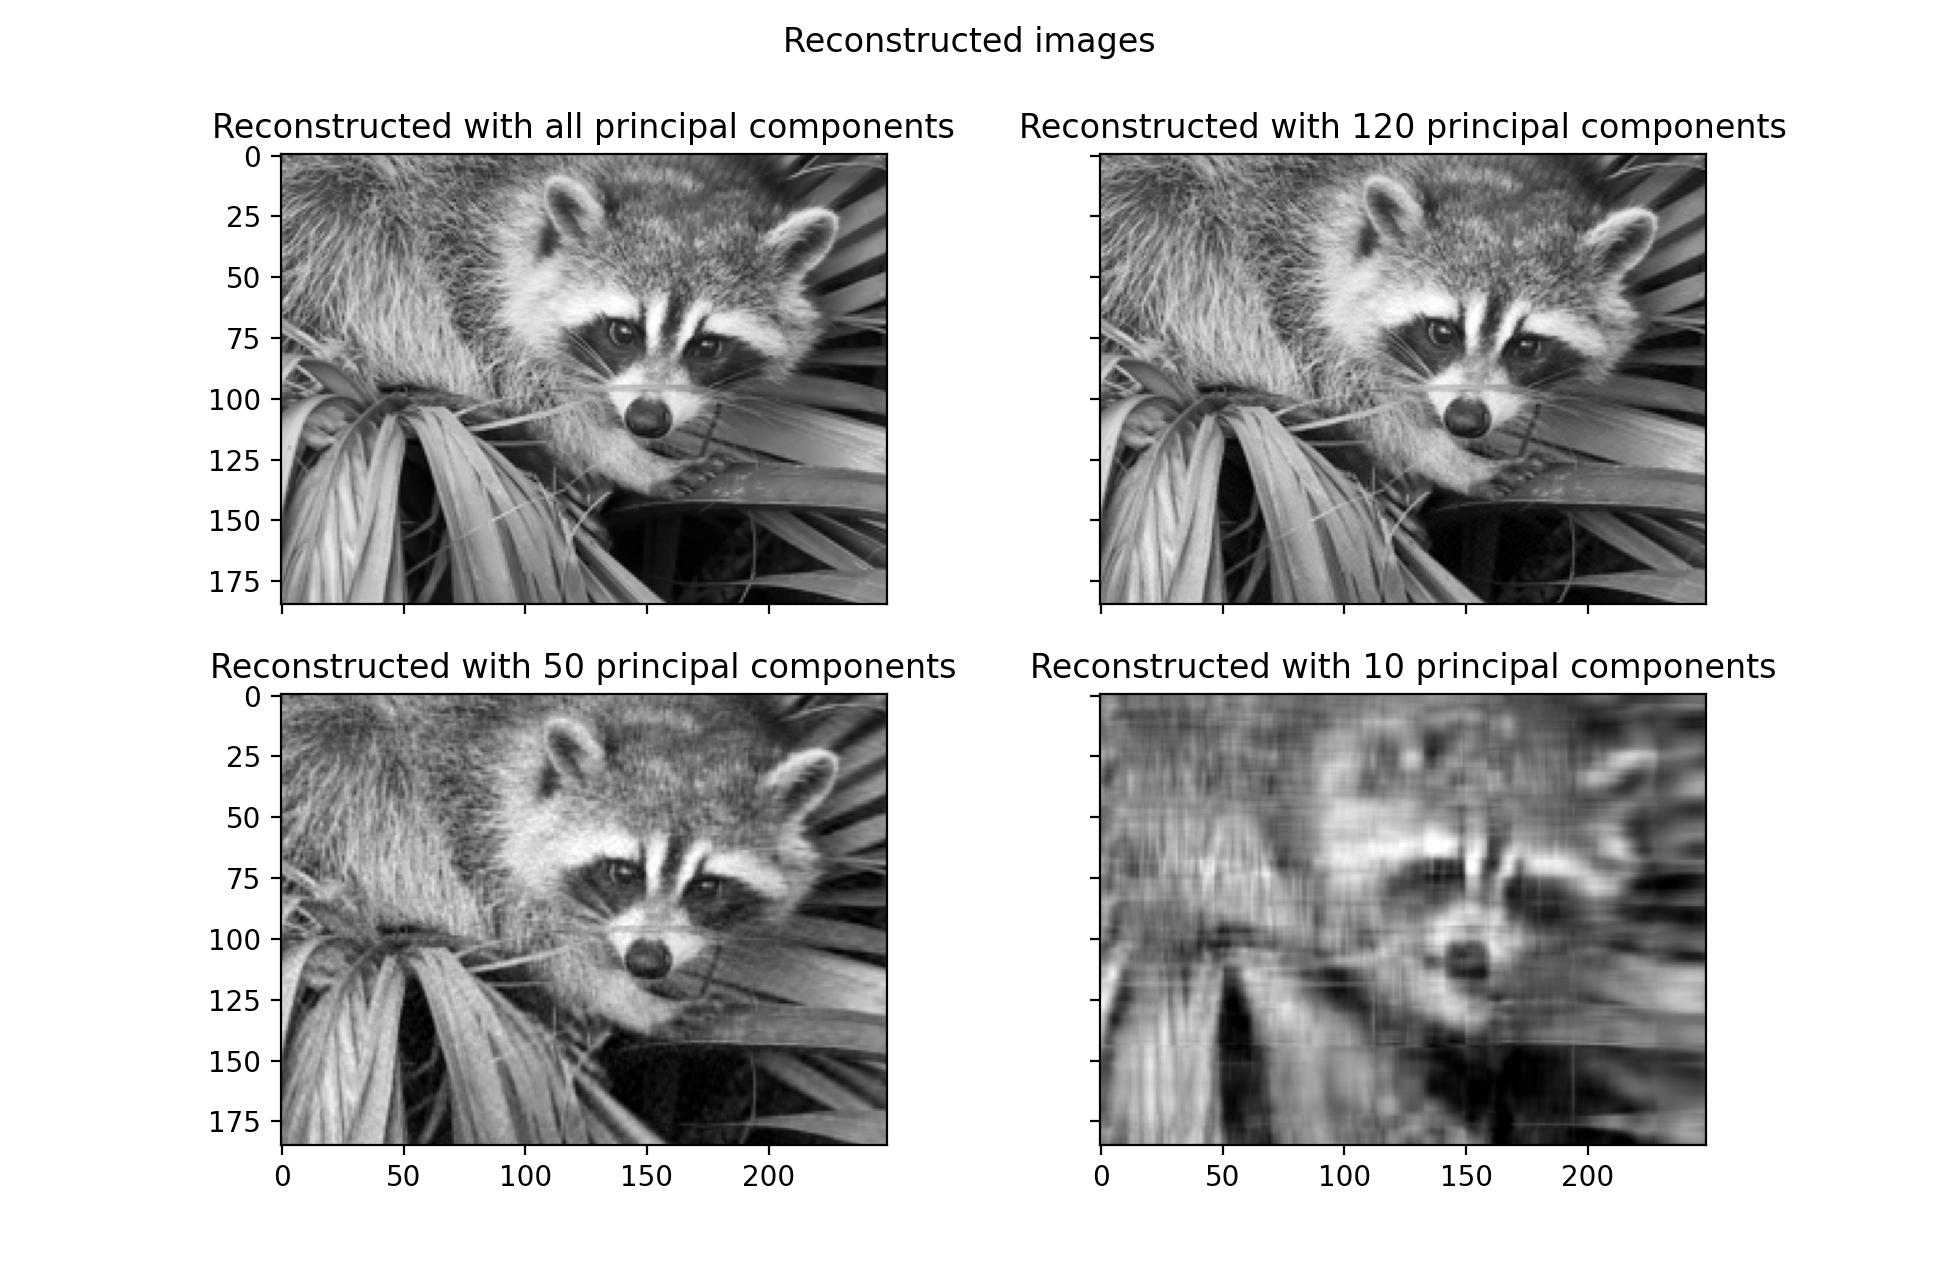 Reconstructed images
Reconstructed with all principal components
0
25
50
75
100
125
150
175
Reconstructed with 120 principal components
Reconstructed with 50 principal components
0
25
50
75
100
125
150
175
0 50 100 150 200
Reconstructed with 10 principal components
0 50 100 150 200